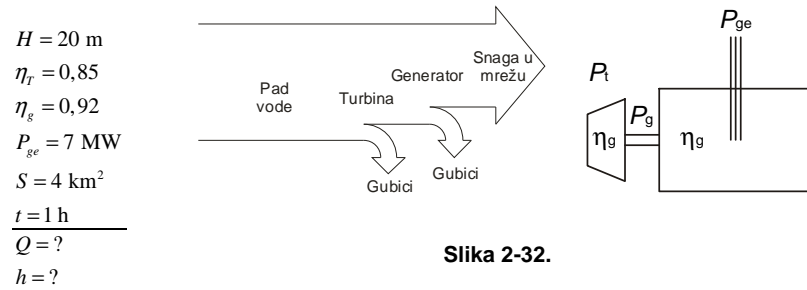 H = 20 m
η_T = 0,85
η_g = 0,92
P_ge = 7 MW
S = 4 km²
t = 1 h
Q = ?
h = ?
Pad
vode
Turbina
Generator
Snaga u
mrežu
Gubici
Gubici
P_ge
P_t
P_g
η_g
η_g
Slika 2-32.